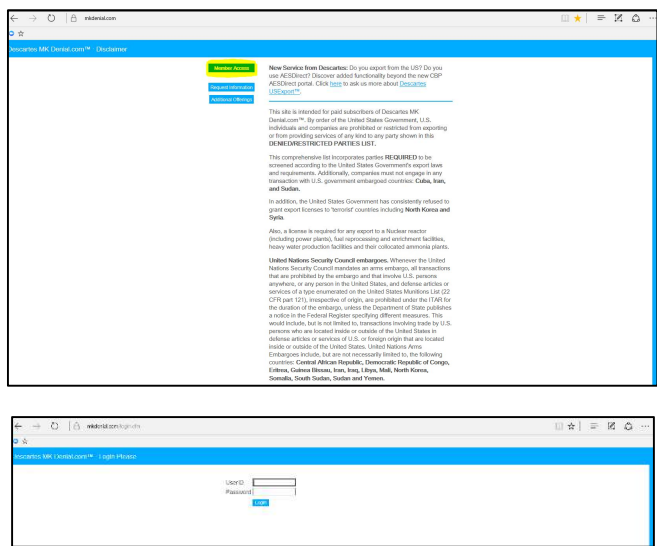 mkdenial.com
Descartes MK Denial.com™ Disclaimer
Member Access
Request Information
Additional Offerings
New Service from Descartes: Do you export from the US? Do you
use AESDirect? Discover added functionality beyond the new CBP
AESDirect portal. Click here to ask us more about Descartes
USExport™.
This site is intended for paid subscribers of Descartes MK
Denial.com™. By order of the United States Government, U.S.
individuals and companies are prohibited or restricted from exporting
or from providing services of any kind to any party shown in this
DENIED/RESTRICTED PARTIES LIST.
This comprehensive list incorporates parties REQUIRED to be
screened according to the United States Government's export laws
and requirements. Additionally, companies must not engage in any
transaction with U.S. government embargoed countries: Cuba, Iran,
and Sudan.
In addition, the United States Government has consistently refused to
grant export licenses to 'terrorist' countries including North Korea and
Syria.
Also, a license is required for any export to a Nuclear reactor
(including power plants), fuel reprocessing and enrichment facilities,
heavy water production facilities and their collocated ammonia plants.
United Nations Security Council embargoes. Whenever the United
Nations Security Council mandates an arms embargo, all transactions
that are prohibited by the embargo and that involve U.S. persons
anywhere, or any person in the United States, and defense articles or
services of a type enumerated on the United States Munitions List (22
CFR part 121), irrespective of origin, are prohibited under the ITAR for
the duration of the embargo, unless the Department of State publishes
a notice in the Federal Register specifying different measures. This
would include, but is not limited to, transactions involving trade by U.S.
persons who are located inside or outside of the United States in
defense articles or services of U.S. or foreign origin that are located
inside or outside of the United States. United Nations Arms
Embargoes include, but are not necessarily limited to, the following
countries: Central African Republic, Democratic Republic of Congo,
Eritrea, Guinea Bissau, Iran, Iraq, Libya, Mali, North Korea,
Somalia, South Sudan, Sudan and Yemen.
Descartes MK Denial.com™ Login Please
UserID
Password
Login